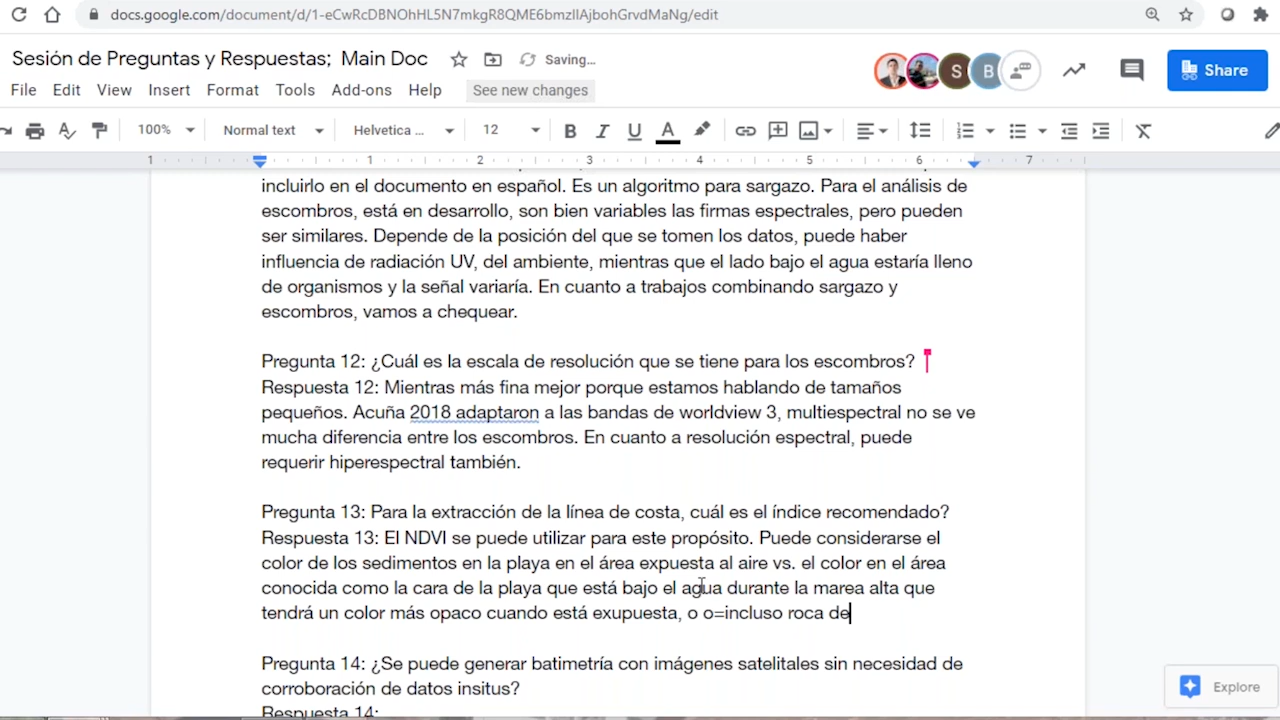 docs.google.com/document/d/1-eCwRcDBNOhHL5N7mkgR8QME6bmzIIAjbohGrvdMaNg/edit
Sesión de Preguntas y Respuestas;  Main Doc
Saving...
S
B
Share
File Edit View Insert Format Tools Add-ons Help See new changes
100% Normal text Helvetica ... 12 B I U A
1 1 2 3 4 5 6 7
incluirlo en el documento en español. Es un algoritmo para sargazo. Para el análisis de
escombros, está en desarrollo, son bien variables las firmas espectrales, pero pueden
ser similares. Depende de la posición del que se tomen los datos, puede haber
influencia de radiación UV, del ambiente, mientras que el lado bajo el agua estaría lleno
de organismos y la señal variaría. En cuanto a trabajos combinando sargazo y
escombros, vamos a chequear.
Pregunta 12: ¿Cuál es la escala de resolución que se tiene para los escombros?
Respuesta 12: Mientras más fina mejor porque estamos hablando de tamaños
pequeños. Acuña 2018 adaptaron a las bandas de worldview 3, multiespectral no se ve
mucha diferencia entre los escombros. En cuanto a resolución espectral, puede
requerir hiperespectral también.
Pregunta 13: Para la extracción de la línea de costa, cuál es el índice recomendado?
Respuesta 13: El NDVI se puede utilizar para este propósito. Puede considerarse el
color de los sedimentos en la playa en el área expuesta al aire vs. el color en el área
conocida como la cara de la playa que está bajo el agua durante la marea alta que
tendrá un color más opaco cuando está exupuesta, o o=incluso roca de
Pregunta 14: ¿Se puede generar batimetría con imágenes satelitales sin necesidad de
corroboración de datos insitus?
Respuesta 14:
Explore